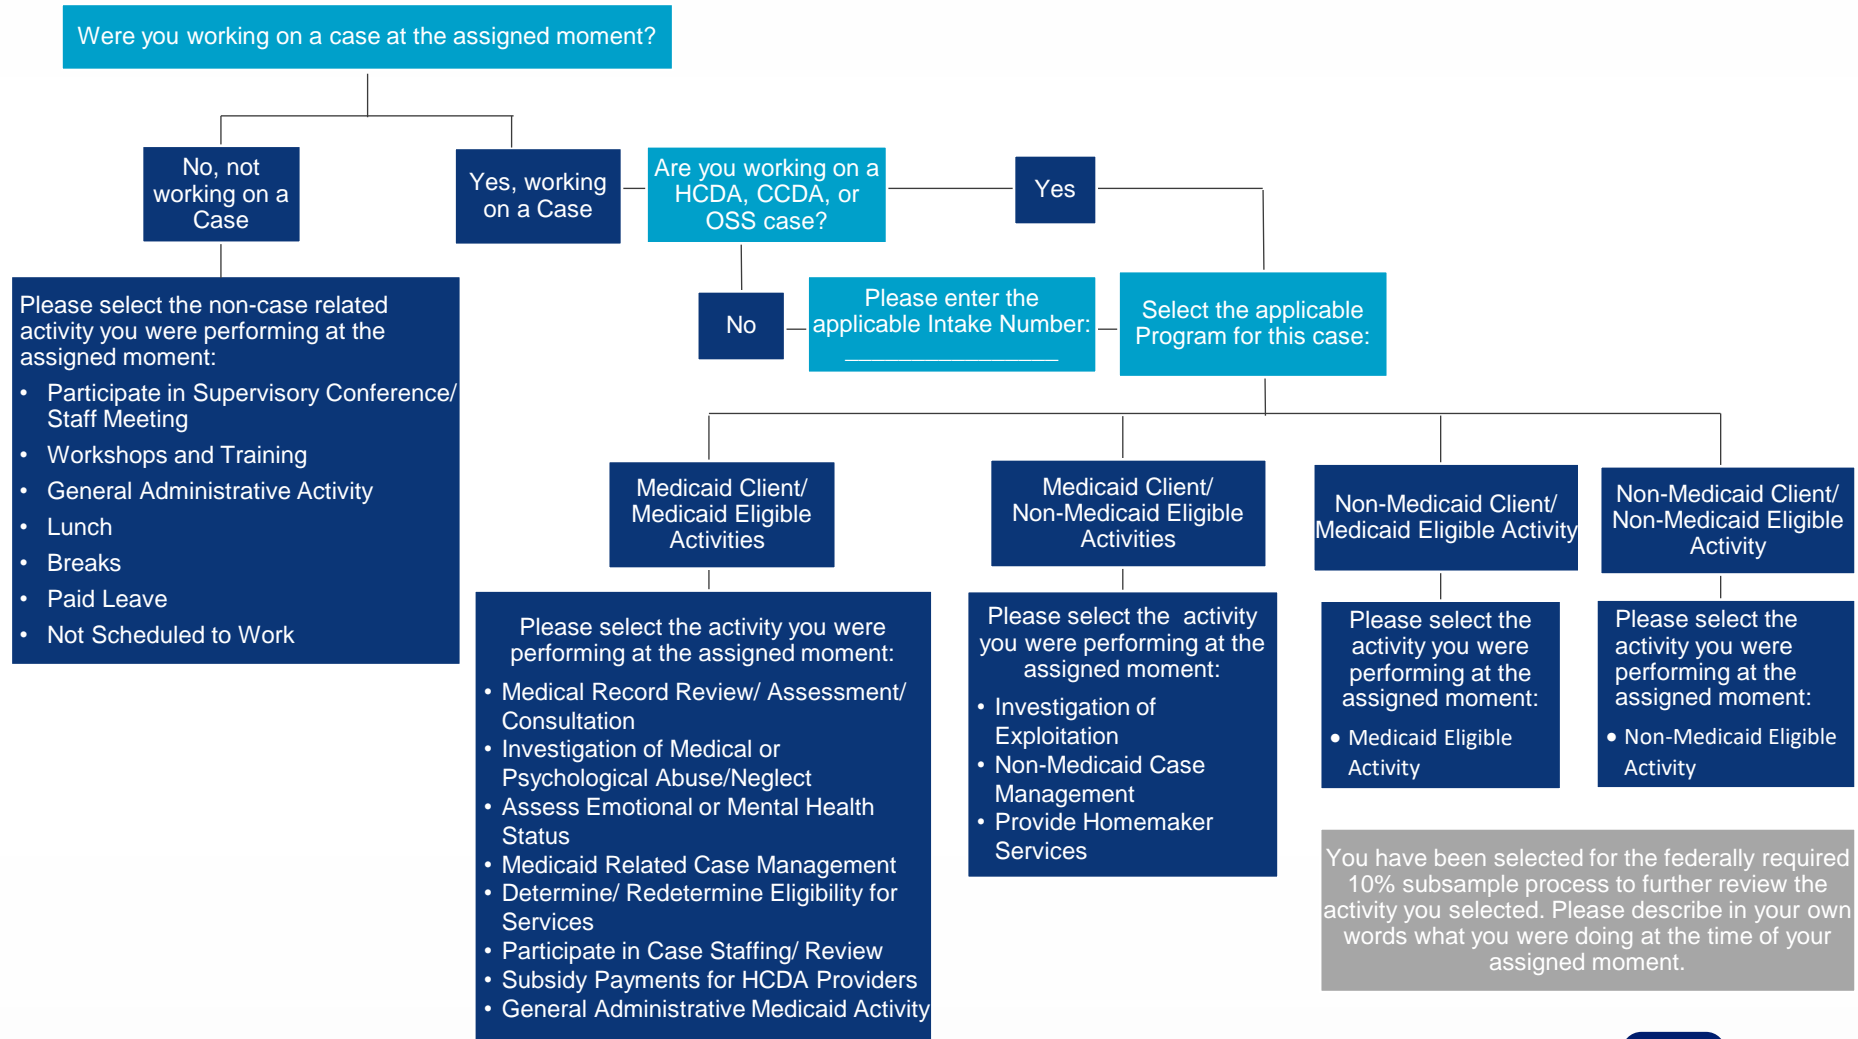 Were you working on a case at the assigned moment?
No, not
working on a
Case
Yes, working
on a Case
Are you working on a
HCDA, CCDA, or
OSS case?
Yes
Please select the non-case related
activity you were performing at the
assigned moment:
• Participate in Supervisory Conference/
Staff Meeting
• Workshops and Training
• General Administrative Activity
• Lunch
• Breaks
• Paid Leave
• Not Scheduled to Work
No
Please enter the
applicable Intake Number:
___________________
Select the applicable
Program for this case:
Medicaid Client/
Medicaid Eligible
Activities
Medicaid Client/
Non-Medicaid Eligible
Activities
Non-Medicaid Client/
Medicaid Eligible Activity
Non-Medicaid Client/
Non-Medicaid Eligible
Activity
Please select the activity you were
performing at the assigned moment:
• Medical Record Review/ Assessment/
Consultation
• Investigation of Medical or
Psychological Abuse/Neglect
• Assess Emotional or Mental Health
Status
• Medicaid Related Case Management
• Determine/ Redetermine Eligibility for
Services
• Participate in Case Staffing/ Review
• Subsidy Payments for HCDA Providers
• General Administrative Medicaid Activity
Please select the activity
you were performing at the
assigned moment:
• Investigation of
Exploitation
• Non-Medicaid Case
Management
• Provide Homemaker
Services
Please select the
activity you were
performing at the
assigned moment:
• Medicaid Eligible
Activity
Please select the
activity you were
performing at the
assigned moment:
• Non-Medicaid Eligible
Activity
You have been selected for the federally required
10% subsample process to further review the
activity you selected. Please describe in your own
words what you were doing at the time of your
assigned moment.